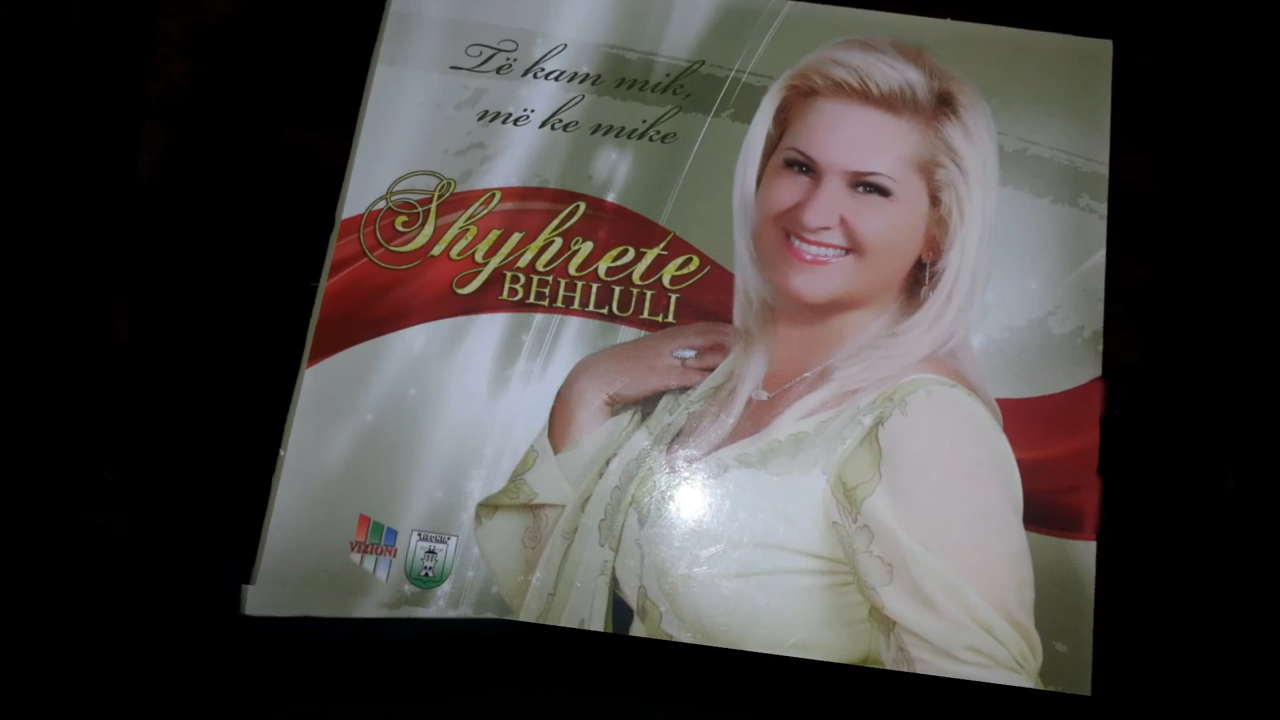 Të kam mik,
më ke mike
Shyhrete
BEHLULI
VIZIONI